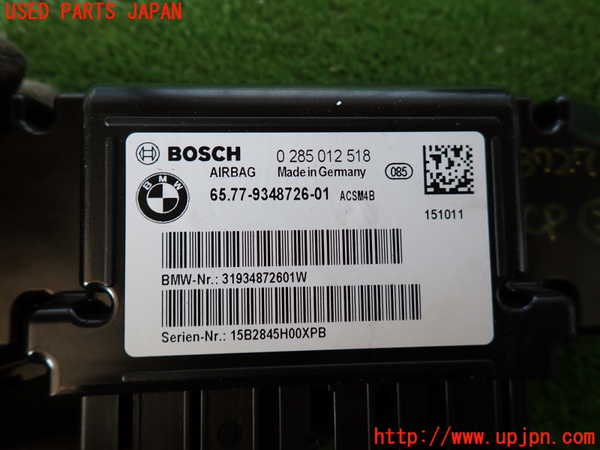 USED PARTS JAPAN
BOSCH 0 285 012 518
AIRBAG Made in Germany 085
BMW 65.77-9348726-01 ACSM4B
151011
BMW-Nr.: 31934872601W
Serien-Nr.: 15B2845H00XPB
http://www.upjpn.com